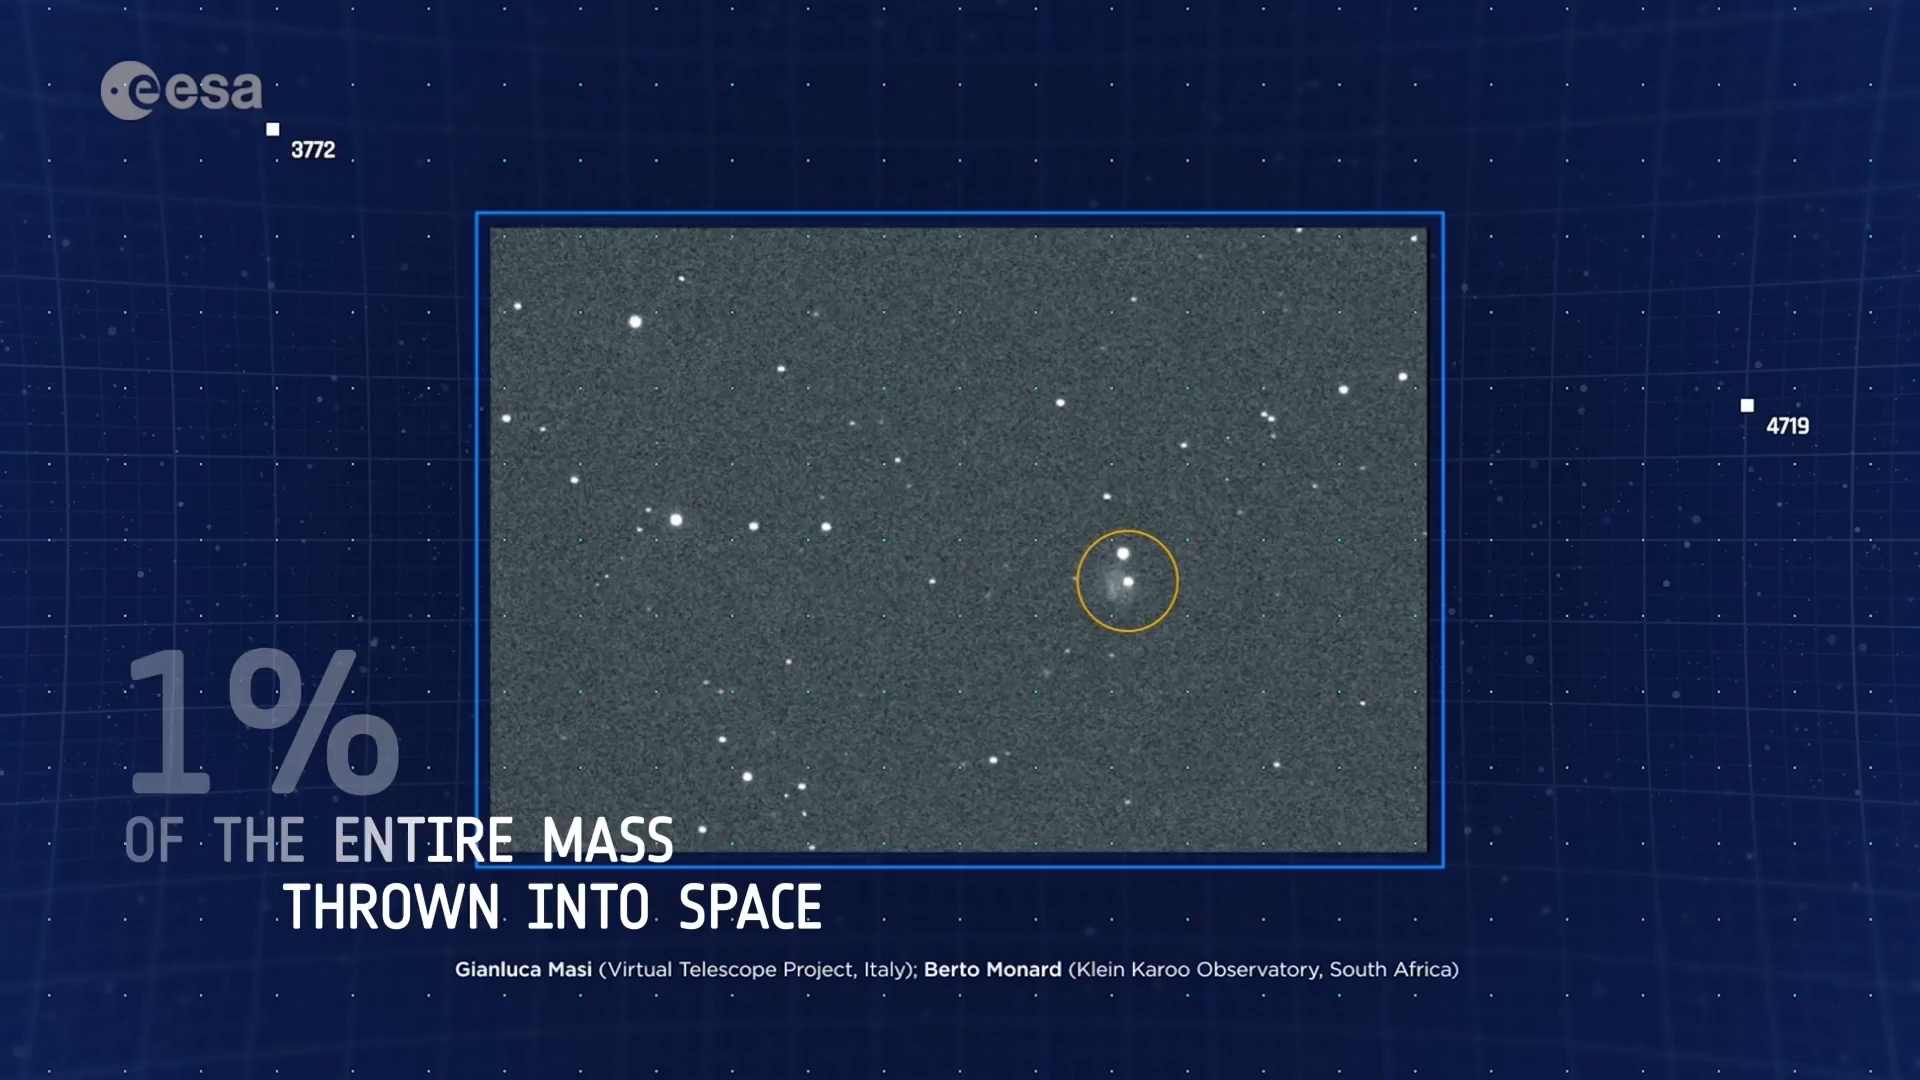 eesa
3772
4719
1%
OF THE ENTIRE MASS
THROWN INTO SPACE
Gianluca Masi (Virtual Telescope Project, Italy); Berto Monard (Klein Karoo Observatory, South Africa)